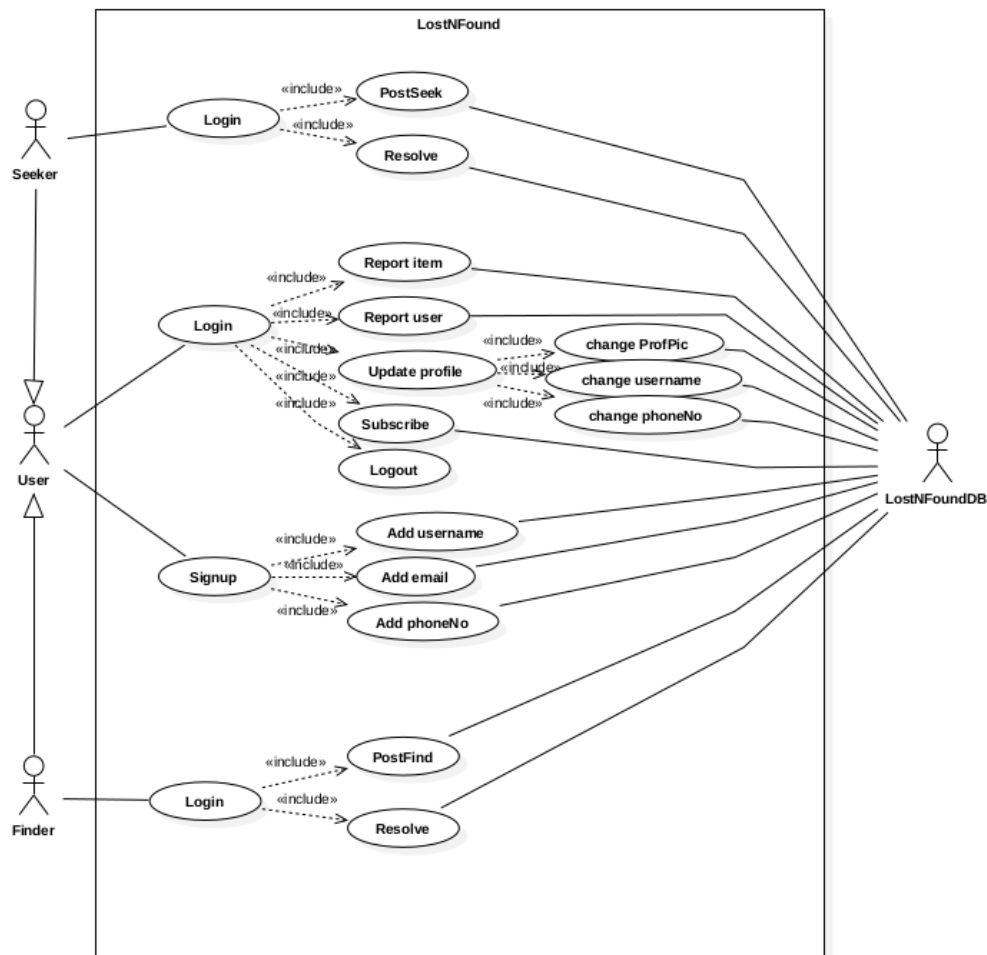 LostNFound
«include»
PostSeek
Login
«include»
Resolve
Seeker
Report item
«include»
Login
«include»
Report user
«include»
Update profile
«include»
change ProfPic
«include»
change username
«include»
change phoneNo
«include»
Subscribe
«include»
Logout
User
LostNFoundDB
«include»
Add username
Signup
«include»
Add email
«include»
Add phoneNo
«include»
PostFind
Login
«include»
Resolve
Finder